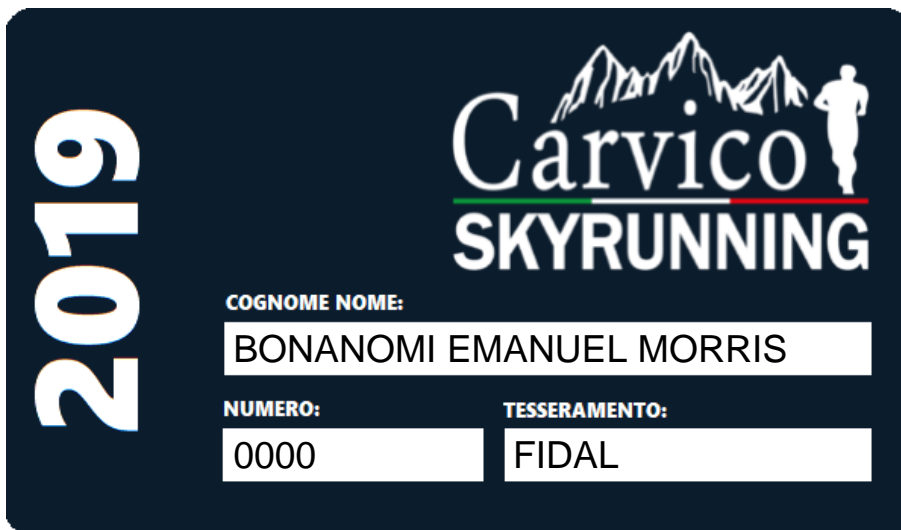 2019
Carvico
SKYRUNNING
COGNOME NOME:
BONANOMI EMANUEL MORRIS
NUMERO:
TESSERAMENTO:
0000
FIDAL